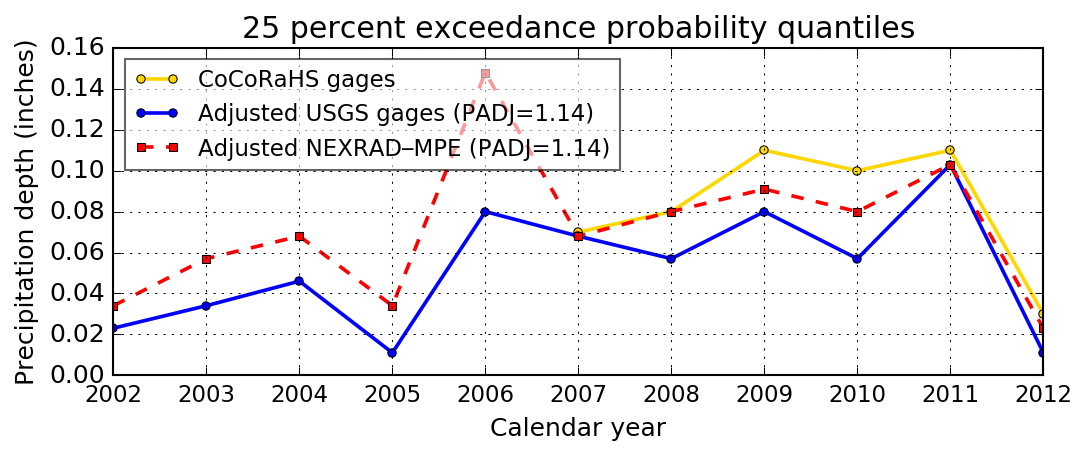 25 percent exceedance probability quantiles
Precipitation depth (inches)
0.16
0.14
0.12
0.10
0.08
0.06
0.04
0.02
0.00
CoCoRaHS gages
Adjusted USGS gages (PADJ=1.14)
Adjusted NEXRAD–MPE (PADJ=1.14)
2002 2003 2004 2005 2006 2007 2008 2009 2010 2011 2012
Calendar year